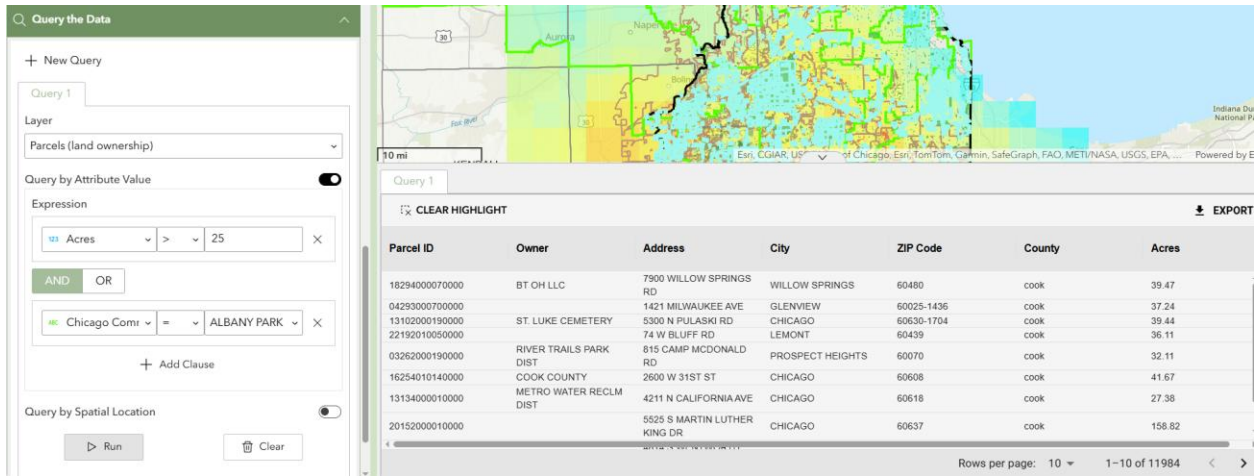 Query the Data
+ New Query
Query 1
Layer
Parcels (land ownership)
Query by Attribute Value
Expression
123 Acres > 25
AND OR
ABC Chicago Comr = ALBANY PARK
+ Add Clause
Query by Spatial Location
Run Clear
30
Aurora
Naper
Boling
Fox River
30
KENDALL
10 mi
Indiana Du
National Pa
Esri, CGIAR, US of Chicago, Esri, TomTom, Garmin, SafeGraph, FAO, METI/NASA, USGS, EPA, ... Powered by E
Query 1
CLEAR HIGHLIGHT EXPORT
Parcel ID Owner Address City ZIP Code County Acres
18294000070000 BT OH LLC 7900 WILLOW SPRINGS RD WILLOW SPRINGS 60480 cook 39.47
04293000700000 1421 MILWAUKEE AVE GLENVIEW 60025-1436 cook 37.24
13102000190000 ST. LUKE CEMETERY 5300 N PULASKI RD CHICAGO 60630-1704 cook 39.44
22192010050000 74 W BLUFF RD LEMONT 60439 cook 36.11
03262000190000 RIVER TRAILS PARK DIST 815 CAMP MCDONALD RD PROSPECT HEIGHTS 60070 cook 32.11
16254010140000 COOK COUNTY 2600 W 31ST ST CHICAGO 60608 cook 41.67
13134000010000 METRO WATER RECLM DIST 4211 N CALIFORNIA AVE CHICAGO 60618 cook 27.38
20152000010000 5525 S MARTIN LUTHER KING DR CHICAGO 60637 cook 158.82
Rows per page: 10 1-10 of 11984